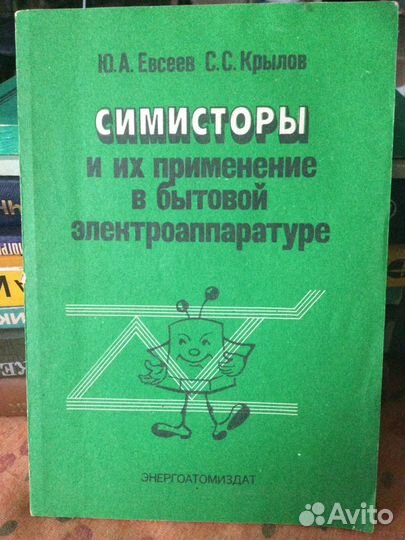 Ю.А.Евсеев С.С.Крылов
СИМИСТОРЫ
и их применение
в бытовой
электроаппаратуре
ЭНЕРГОАТОМИЗДАТ
Avito